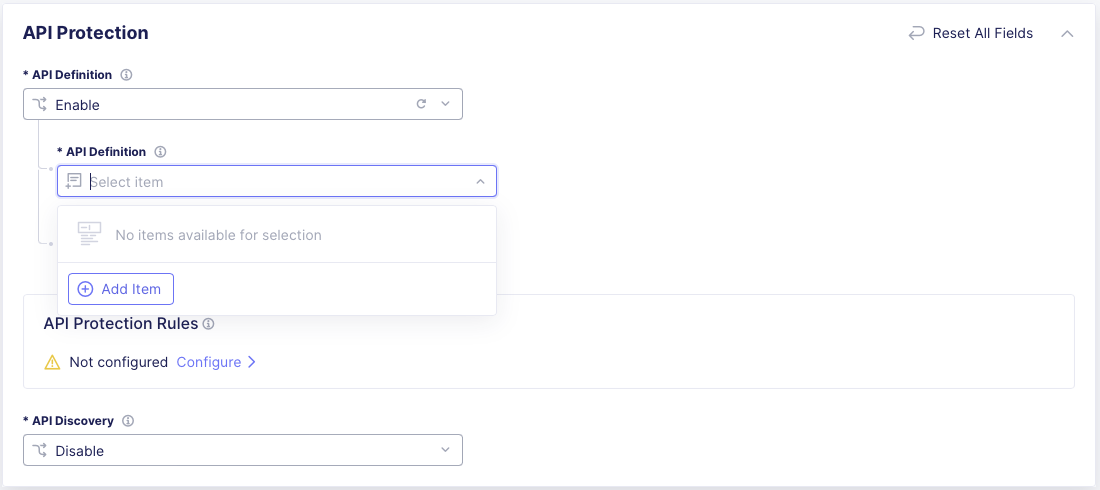 API Protection
Reset All Fields
* API Definition
Enable
* API Definition
Select item
No items available for selection
Add Item
API Protection Rules
Not configured Configure
* API Discovery
Disable